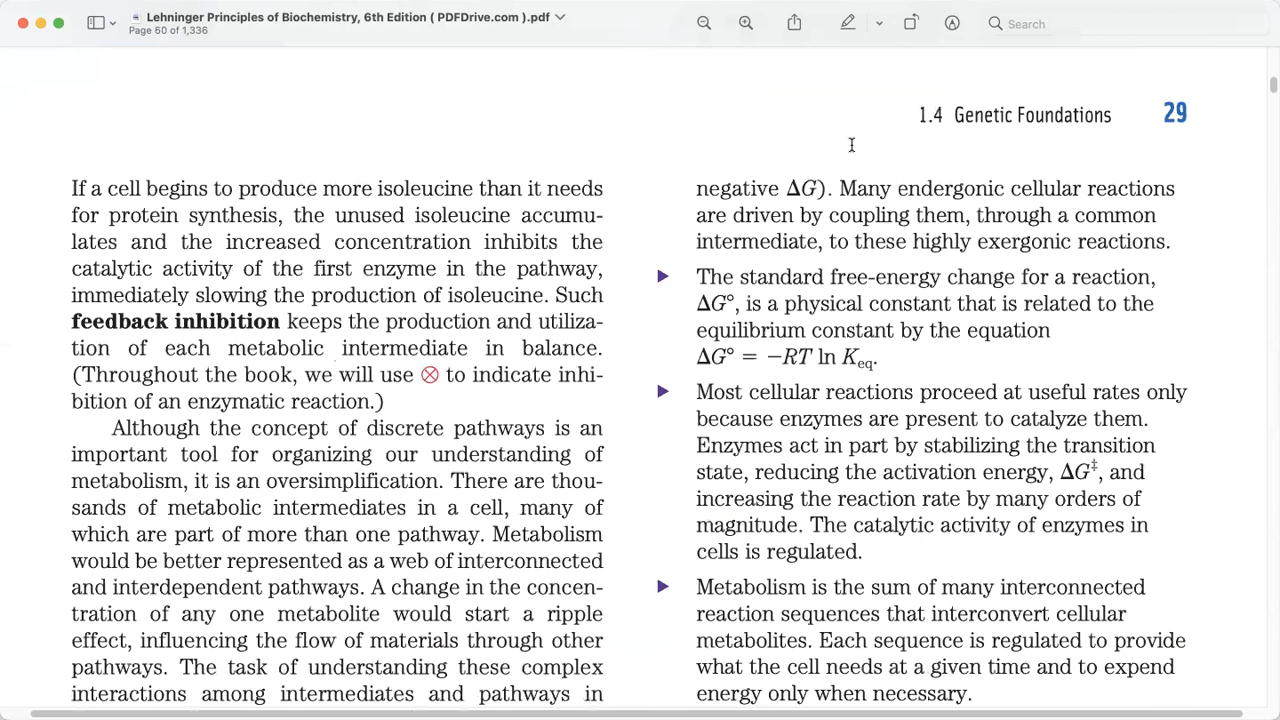 Lehninger Principles of Biochemistry, 6th Edition ( PDFDrive.com ).pdf
Page 60 of 1,336
Search
1.4 Genetic Foundations 29
If a cell begins to produce more isoleucine than it needs
for protein synthesis, the unused isoleucine accumu-
lates and the increased concentration inhibits the
catalytic activity of the first enzyme in the pathway,
immediately slowing the production of isoleucine. Such
feedback inhibition keeps the production and utiliza-
tion of each metabolic intermediate in balance.
(Throughout the book, we will use ⊗ to indicate inhi-
bition of an enzymatic reaction.)
Although the concept of discrete pathways is an
important tool for organizing our understanding of
metabolism, it is an oversimplification. There are thou-
sands of metabolic intermediates in a cell, many of
which are part of more than one pathway. Metabolism
would be better represented as a web of interconnected
and interdependent pathways. A change in the concen-
tration of any one metabolite would start a ripple
effect, influencing the flow of materials through other
pathways. The task of understanding these complex
interactions among intermediates and pathways in
negative ΔG). Many endergonic cellular reactions
are driven by coupling them, through a common
intermediate, to these highly exergonic reactions.
The standard free-energy change for a reaction,
ΔG°, is a physical constant that is related to the
equilibrium constant by the equation
ΔG° = −RT ln Keq.
Most cellular reactions proceed at useful rates only
because enzymes are present to catalyze them.
Enzymes act in part by stabilizing the transition
state, reducing the activation energy, ΔG‡, and
increasing the reaction rate by many orders of
magnitude. The catalytic activity of enzymes in
cells is regulated.
Metabolism is the sum of many interconnected
reaction sequences that interconvert cellular
metabolites. Each sequence is regulated to provide
what the cell needs at a given time and to expend
energy only when necessary.